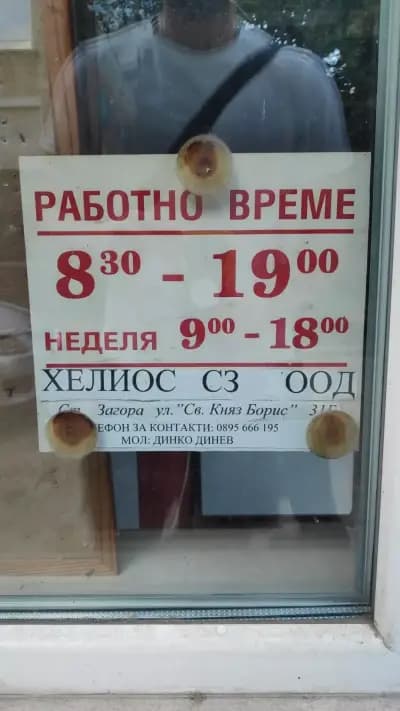 РАБОТНО ВРЕМЕ
8³⁰ - 19⁰⁰
НЕДЕЛЯ 9⁰⁰ - 18⁰⁰
ХЕЛИОС СЗ ООД
Загора ул. "Св. Княз Борис"
ЗА КОНТАКТИ: 0895 666 195
МОЛ: ДИНКО ДИНЕВ